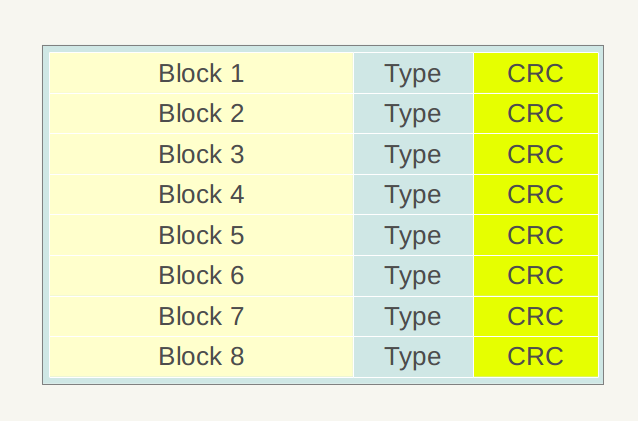 Block 1 Type CRC
Block 2 Type CRC
Block 3 Type CRC
Block 4 Type CRC
Block 5 Type CRC
Block 6 Type CRC
Block 7 Type CRC
Block 8 Type CRC